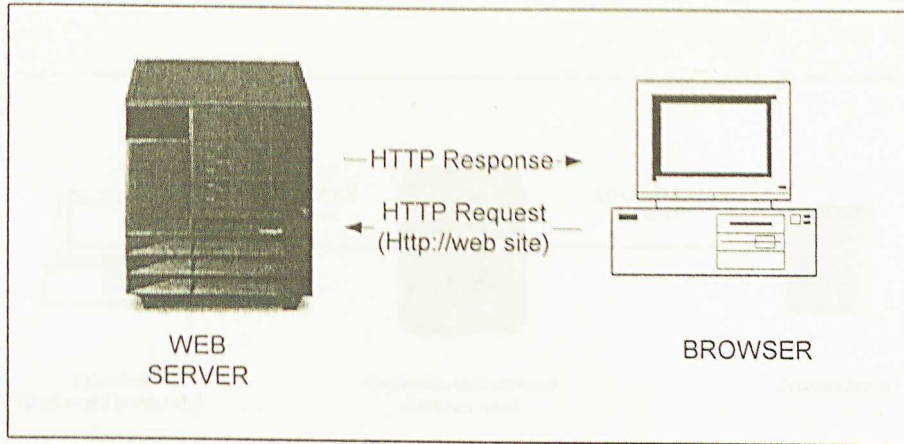 HTTP Response
HTTP Request
(Http://web site)
WEB
SERVER
BROWSER